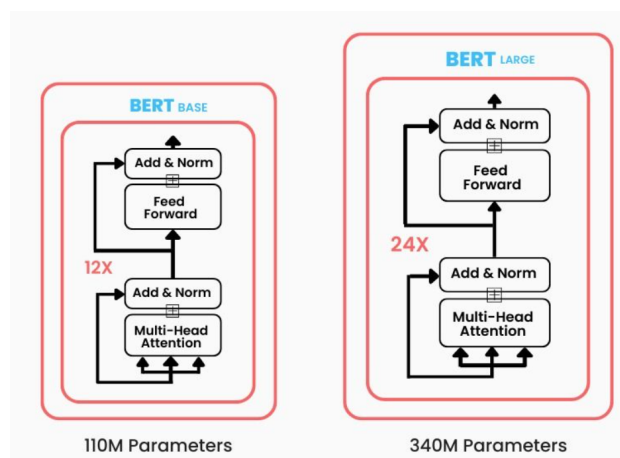 BERT BASE
Add & Norm
Feed
Forward
12X
Add & Norm
Multi-Head
Attention
110M Parameters
BERT LARGE
Add & Norm
Feed
Forward
24X
Add & Norm
Multi-Head
Attention
340M Parameters